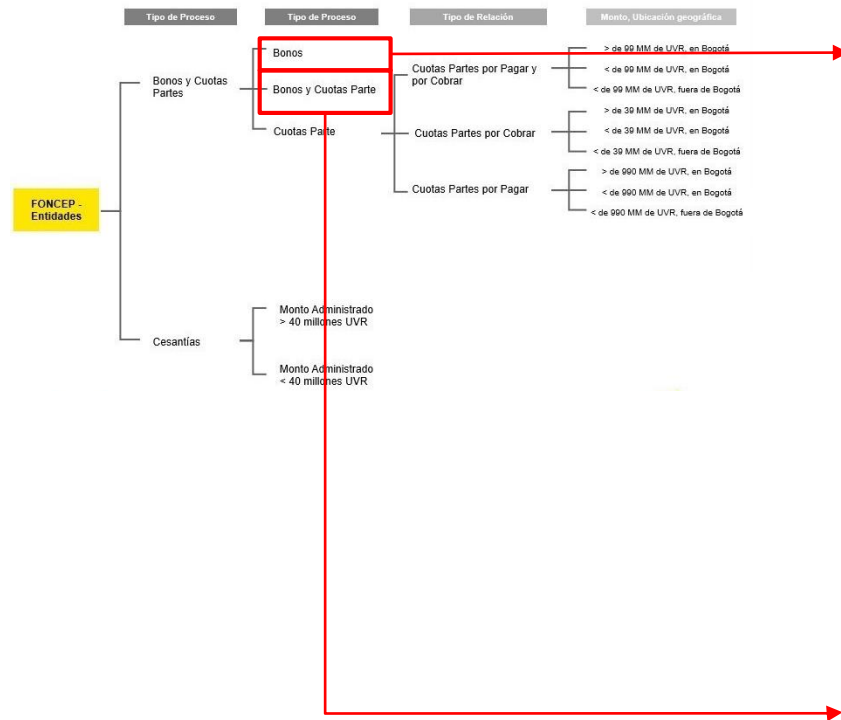 Tipo de Proceso
Tipo de Proceso
Tipo de Relación
Monto, Ubicación geográfica
Bonos
> de 99 MM de UVR, en Bogotá
Bonos y Cuotas
Partes
Cuotas Partes por Pagar y
por Cobrar
< de 99 MM de UVR, en Bogotá
Bonos y Cuotas Parte
< de 99 MM de UVR, fuera de Bogotá
> de 39 MM de UVR, en Bogotá
Cuotas Parte
Cuotas Partes por Cobrar
< de 39 MM de UVR, en Bogotá
< de 39 MM de UVR, fuera de Bogotá
> de 990 MM de UVR, en Bogotá
Cuotas Partes por Pagar
< de 990 MM de UVR, en Bogotá
< de 990 MM de UVR, fuera de Bogotá
FONCEP -
Entidades
Monto Administrado
> 40 millones UVR
Cesantías
Monto Administrado
< 40 millones UVR